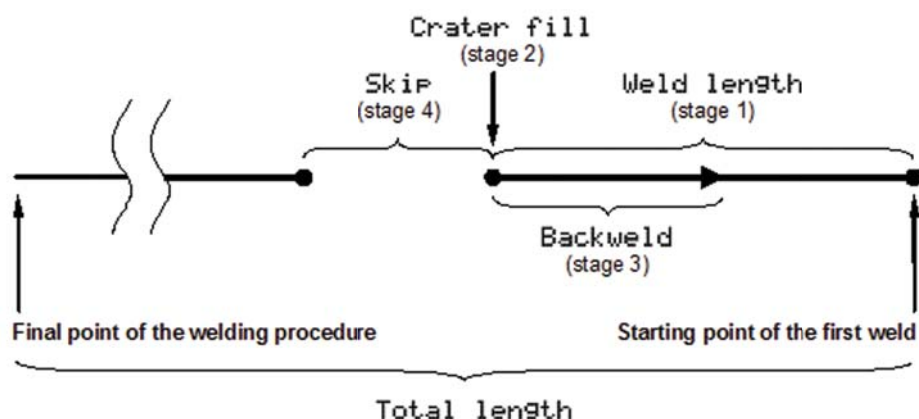 Crater fill
(stage 2)
Skip
(stage 4)
Weld length
(stage 1)
Backweld
(stage 3)
Final point of the welding procedure
Starting point of the first weld
Total length